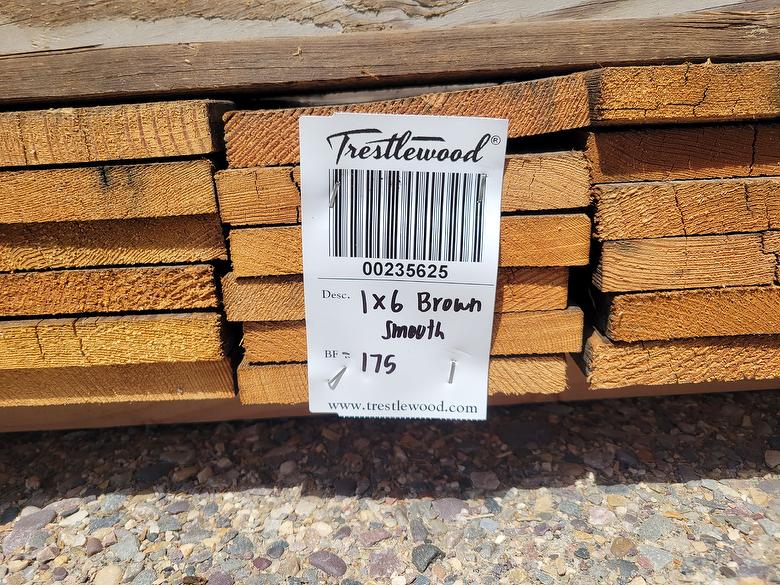 Trestlewood®
00235625
Desc. 1x6 Brown
Smooth
BF 175
www.trestlewood.com